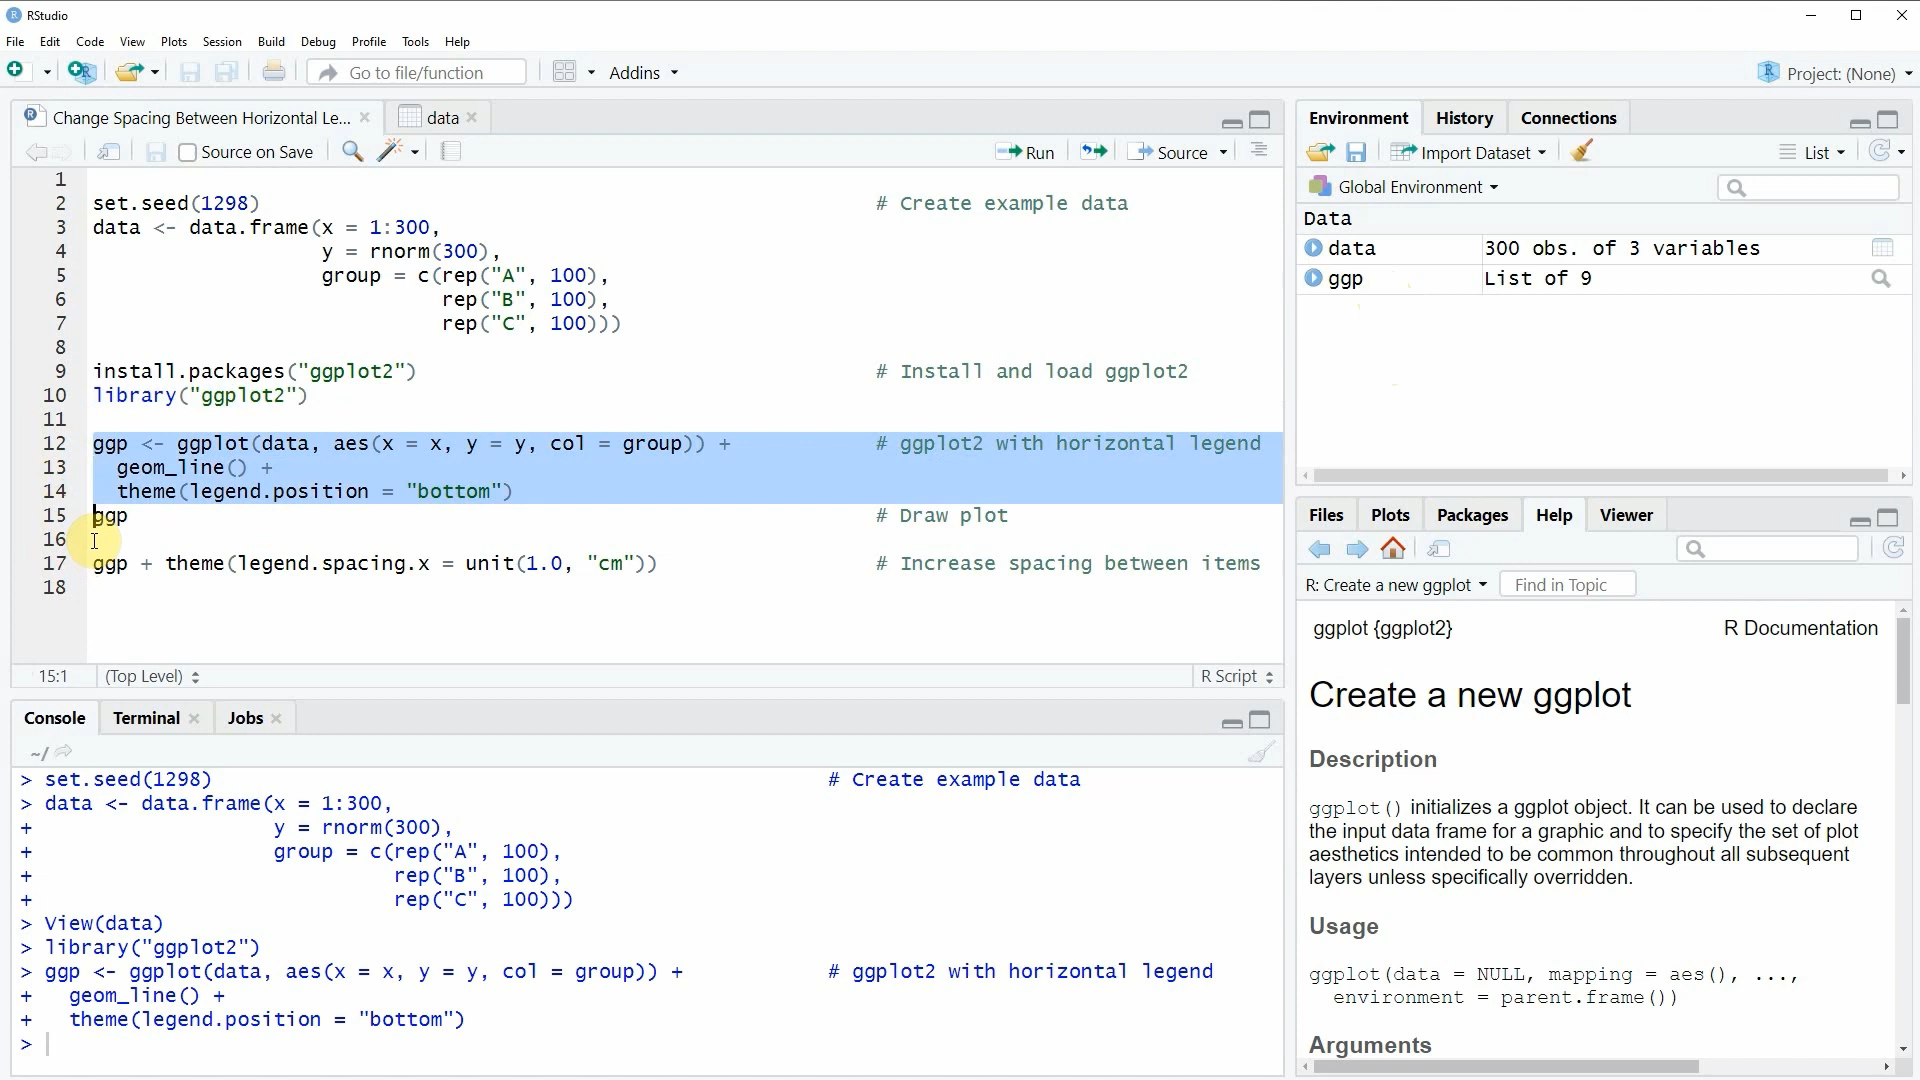 RStudio
File Edit Code View Plots Session Build Debug Profile Tools Help
Go to file/function Addins Project: (None)
Change Spacing Between Horizontal Le... data
Source on Save Run Source
1
2 set.seed(1298) # Create example data
3 data <- data.frame(x = 1:300,
4 y = rnorm(300),
5 group = c(rep("A", 100),
6 rep("B", 100),
7 rep("C", 100)))
8
9 install.packages("ggplot2") # Install and load ggplot2
10 library("ggplot2")
11
12 ggp <- ggplot(data, aes(x = x, y = y, col = group)) + # ggplot2 with horizontal legend
13 geom_line() +
14 theme(legend.position = "bottom")
15 ggp # Draw plot
16
17 ggp + theme(legend.spacing.x = unit(1.0, "cm")) # Increase spacing between items
18
15:1 (Top Level) R Script
Console Terminal Jobs
~/
> set.seed(1298) # Create example data
> data <- data.frame(x = 1:300,
+ y = rnorm(300),
+ group = c(rep("A", 100),
+ rep("B", 100),
+ rep("C", 100)))
> View(data)
> library("ggplot2")
> ggp <- ggplot(data, aes(x = x, y = y, col = group)) + # ggplot2 with horizontal legend
+ geom_line() +
+ theme(legend.position = "bottom")
>
Environment History Connections
Import Dataset List
Global Environment
Data
data 300 obs. of 3 variables
ggp List of 9
Files Plots Packages Help Viewer
R: Create a new ggplot Find in Topic
ggplot {ggplot2} R Documentation
Create a new ggplot
Description
ggplot() initializes a ggplot object. It can be used to declare
the input data frame for a graphic and to specify the set of plot
aesthetics intended to be common throughout all subsequent
layers unless specifically overridden.
Usage
ggplot(data = NULL, mapping = aes(), ...,
environment = parent.frame())
Arguments